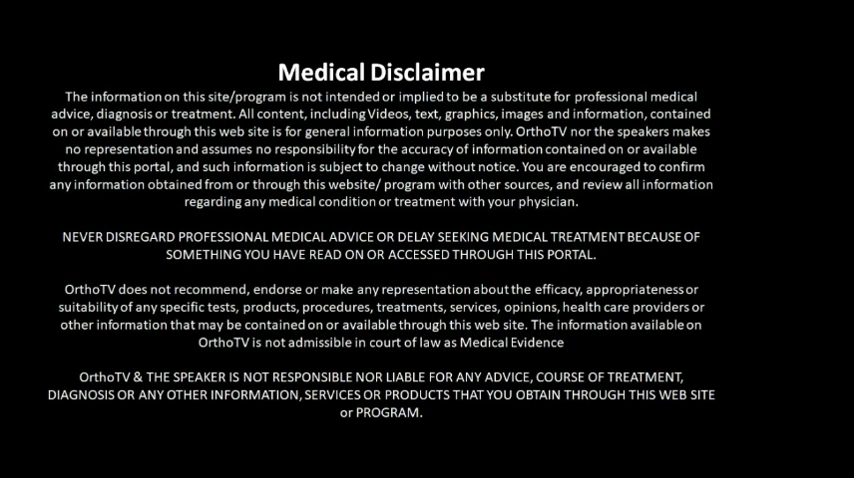 Medical Disclaimer
The information on this site/program is not intended or implied to be a substitute for professional medical
advice, diagnosis or treatment. All content, including Videos, text, graphics, images and information, contained
on or available through this web site is for general information purposes only. OrthoTV nor the speakers makes
no representation and assumes no responsibility for the accuracy of information contained on or available
through this portal, and such information is subject to change without notice. You are encouraged to confirm
any information obtained from or through this website/ program with other sources, and review all information
regarding any medical condition or treatment with your physician.
NEVER DISREGARD PROFESSIONAL MEDICAL ADVICE OR DELAY SEEKING MEDICAL TREATMENT BECAUSE OF
SOMETHING YOU HAVE READ ON OR ACCESSED THROUGH THIS PORTAL.
OrthoTV does not recommend, endorse or make any representation about the efficacy, appropriateness or
suitability of any specific tests, products, procedures, treatments, services, opinions, health care providers or
other information that may be contained on or available through this web site. The information available on
OrthoTV is not admissible in court of law as Medical Evidence
OrthoTV & THE SPEAKER IS NOT RESPONSIBLE NOR LIABLE FOR ANY ADVICE, COURSE OF TREATMENT,
DIAGNOSIS OR ANY OTHER INFORMATION, SERVICES OR PRODUCTS THAT YOU OBTAIN THROUGH THIS WEB SITE
or PROGRAM.